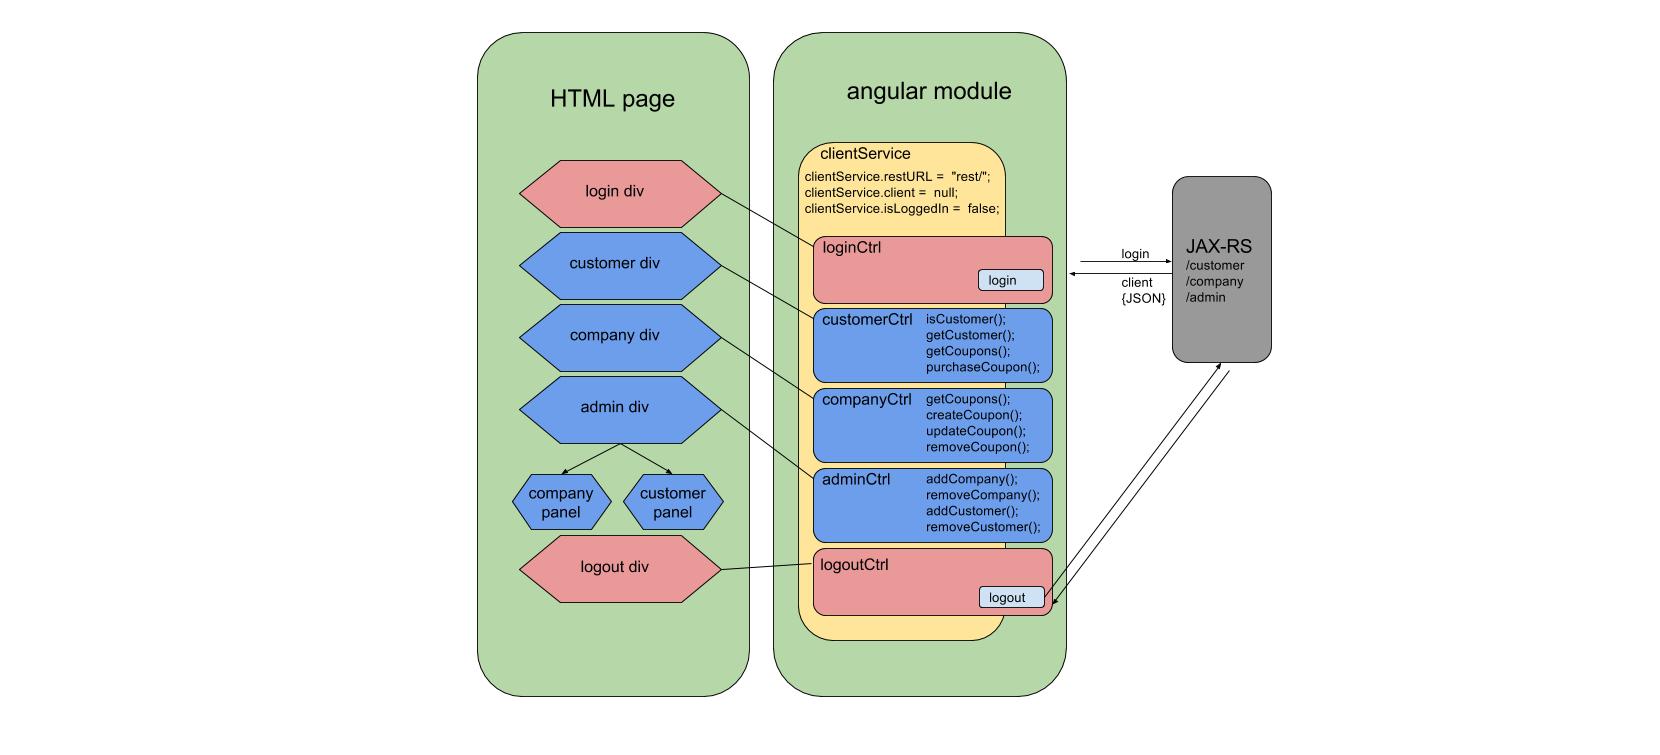 HTML page
login div
customer div
company div
admin div
company
panel
customer
panel
logout div
angular module
clientService
clientService.restURL = "rest/";
clientService.client = null;
clientService.isLoggedIn = false;
loginCtrl
login
customerCtrl
isCustomer();
getCustomer();
getCoupons();
purchaseCoupon();
companyCtrl
getCoupons();
createCoupon();
updateCoupon();
removeCoupon();
adminCtrl
addCompany();
removeCompany();
addCustomer();
removeCustomer();
logoutCtrl
logout
login
client
{JSON}
JAX-RS
/customer
/company
/admin